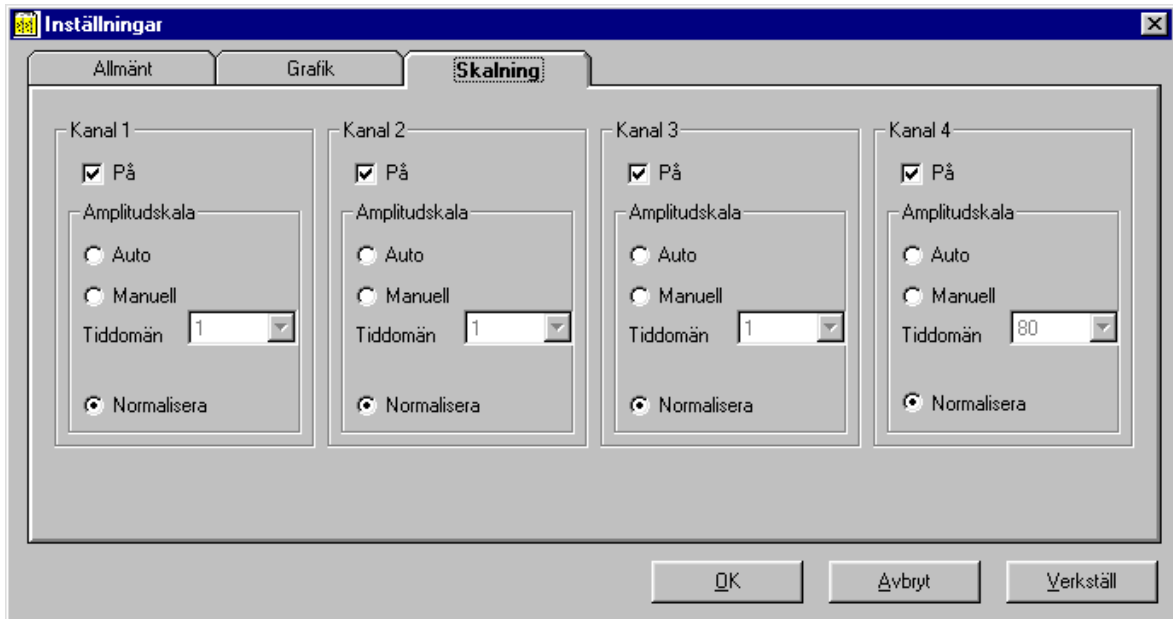 Inställningar
Allmänt
Grafik
Skalning
Kanal 1
På
Amplitudskala
Auto
Manuell
Tiddomän 1
Normalisera
Kanal 2
På
Amplitudskala
Auto
Manuell
Tiddomän 1
Normalisera
Kanal 3
På
Amplitudskala
Auto
Manuell
Tiddomän 1
Normalisera
Kanal 4
På
Amplitudskala
Auto
Manuell
Tiddomän 80
Normalisera
OK
Avbryt
Verkställ